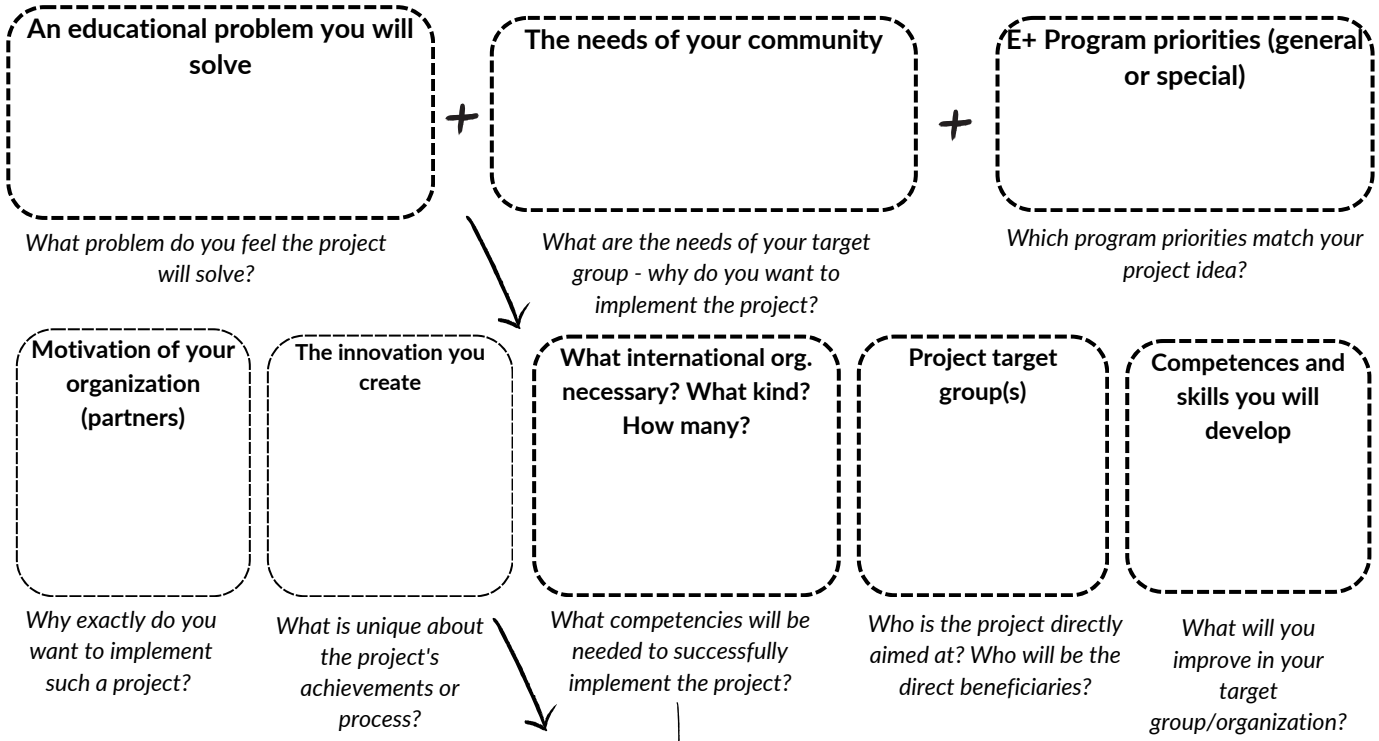 An educational problem you will
solve
+
The needs of your community
+
E+ Program priorities (general
or special)
What problem do you feel the project
will solve?
What are the needs of your target
group - why do you want to
implement the project?
Which program priorities match your
project idea?
Motivation of your
organization
(partners)
The innovation you
create
What international org.
necessary? What kind?
How many?
Project target
group(s)
Competences and
skills you will
develop
Why exactly do you
want to implement
such a project?
What is unique about
the project's
achievements or
process?
What competencies will be
needed to successfully
implement the project?
Who is the project directly
aimed at? Who will be the
direct beneficiaries?
What will you
improve in your
target
group/organization?